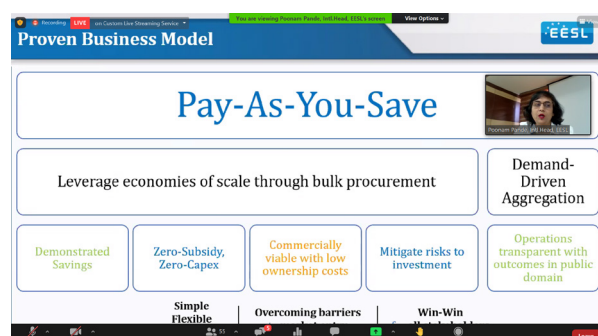 Recording LIVE on Custom Live Streaming Service
You are viewing Poonam Pande, Intl.Head, EESL's screen
View Options
Proven Business Model
EESL
Pay-As-You-Save
Poonam Pande, Intl Head, EESL
Leverage economies of scale through bulk procurement
Demand-
Driven
Aggregation
Demonstrated
Savings
Zero-Subsidy,
Zero-Capex
Commercially
viable with low
ownership costs
Mitigate risks to
investment
Operations
transparent with
outcomes in public
domain
Simple
Flexible
Overcoming barriers
Win-Win
55